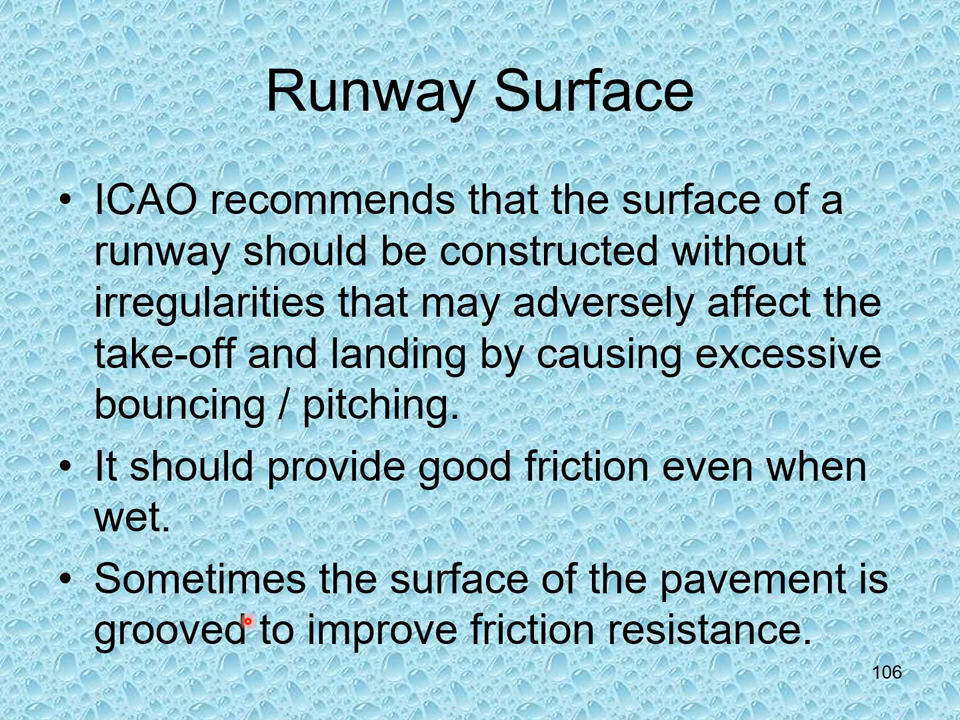 Runway Surface
• ICAO recommends that the surface of a
runway should be constructed without
irregularities that may adversely affect the
take-off and landing by causing excessive
bouncing / pitching.
• It should provide good friction even when
wet.
• Sometimes the surface of the pavement is
grooved to improve friction resistance.
106